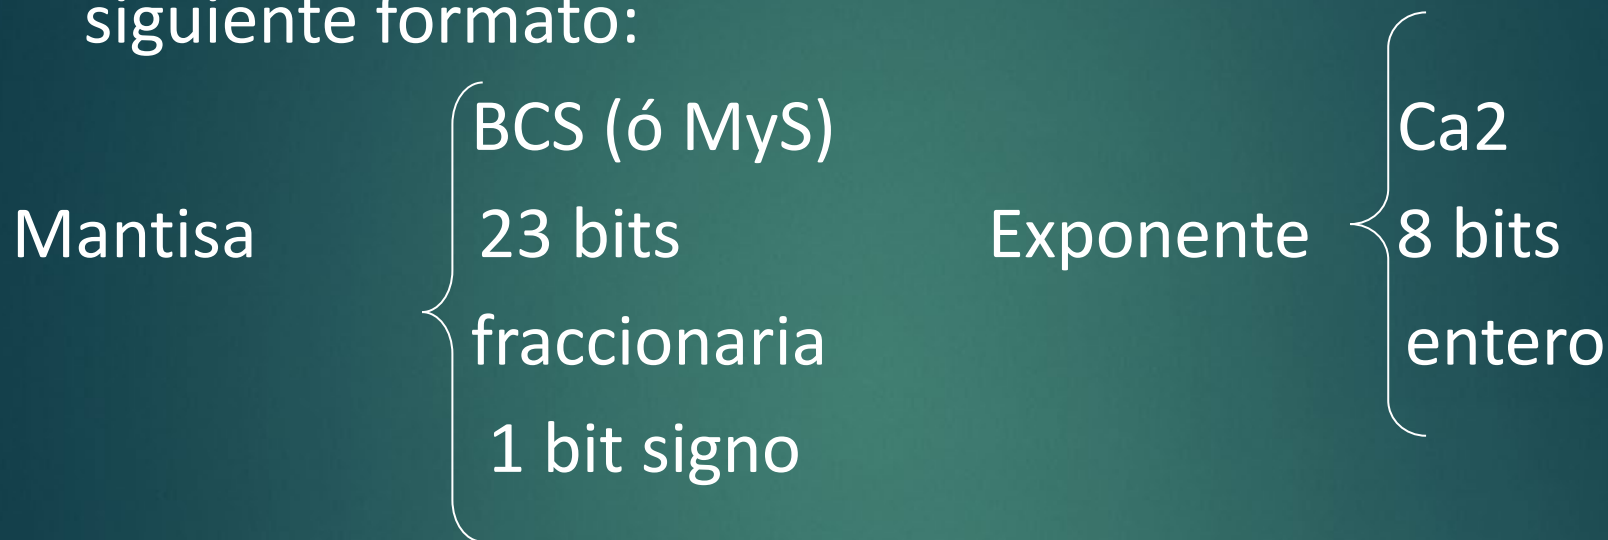 siguiente formato:
BCS (ó MyS) Ca2
Mantisa 23 bits Exponente 8 bits
fraccionaria entero
1 bit signo